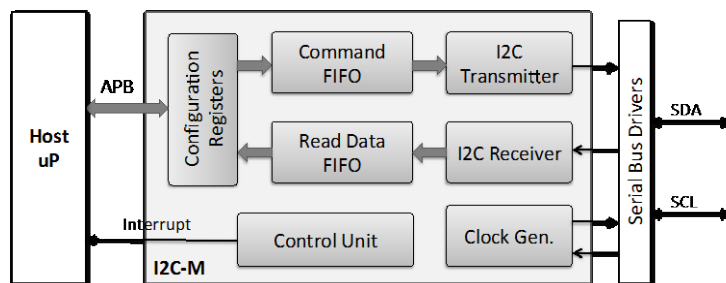 Host
uP
APB
Interrupt
Configuration
Registers
Command
FIFO
I2C
Transmitter
Read Data
FIFO
I2C Receiver
Control Unit
Clock Gen.
I2C-M
Serial Bus Drivers
SDA
SCL